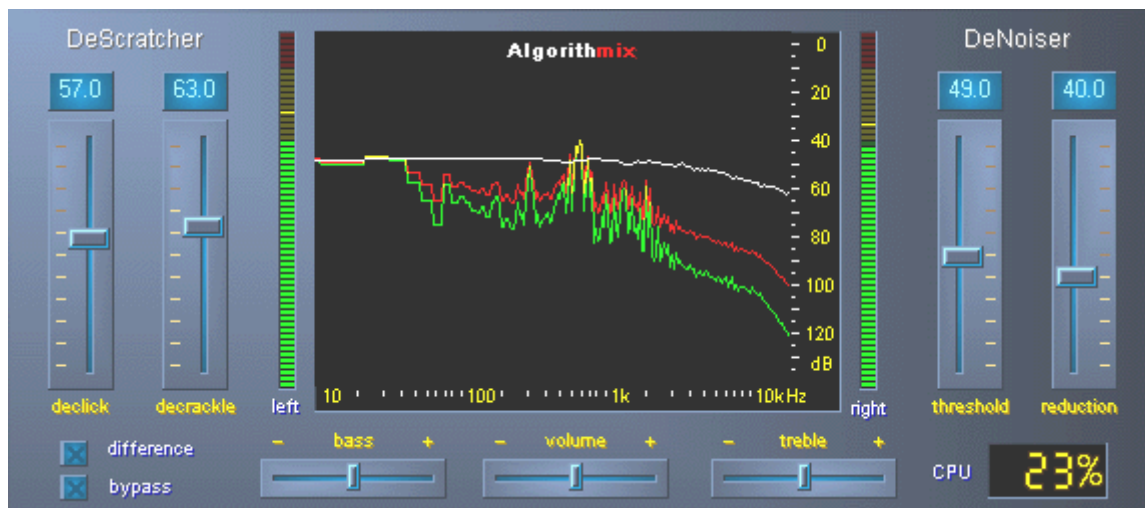 DeScratcher
DeNoiser
57.0
63.0
Algorithmix
49.0
40.0
0
20
40
60
80
100
120
dB
10
100
1k
10kHz
declick
decrackle
left
right
threshold
reduction
difference
bypass
- bass +
- volume +
- treble +
CPU
23%